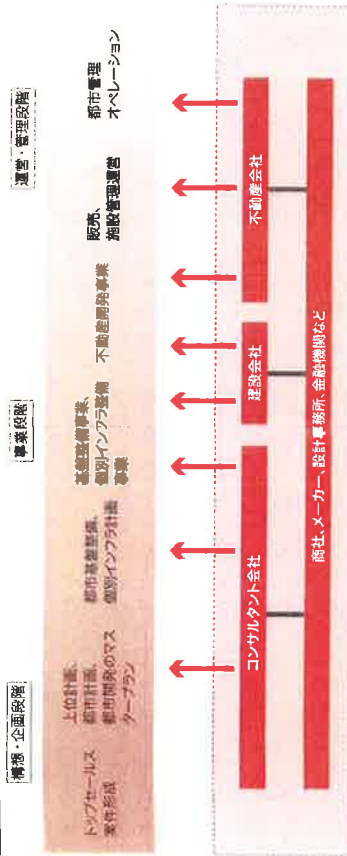 構想・企画段階
事業段階
運営・管理段階
トップセールス
案件形成
上位計画、
都市計画、
都市開発のマス
タープラン
都市基盤整備、
個別インフラ計画
基盤整備事業、
個別インフラ整備
事業
不動産開発事業
販売、
施設管理運営
都市管理
オペレーション
コンサルタント会社
建設会社
不動産会社
商社、メーカー、設計事務所、金融機関など